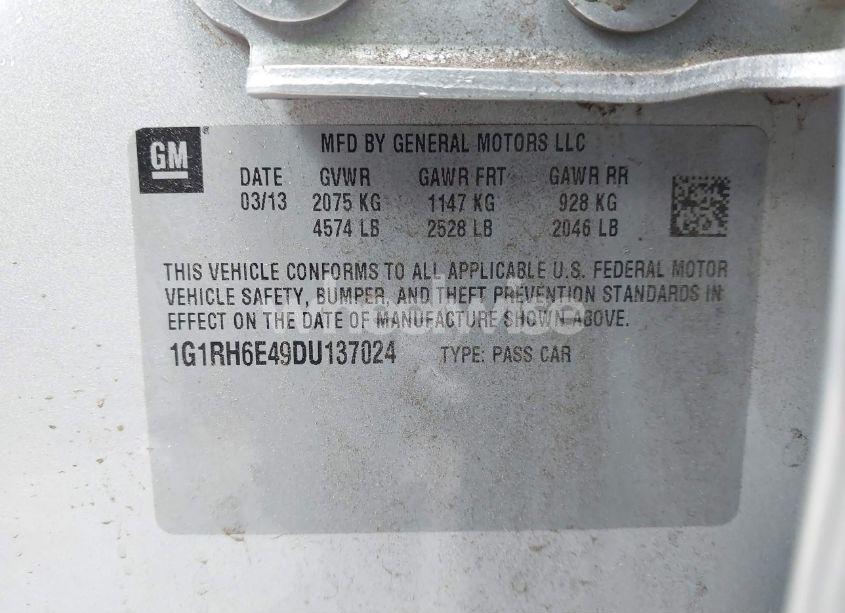 GM
MFD BY GENERAL MOTORS LLC
DATE GVWR GAWR FRT GAWR RR
03/13 2075 KG 1147 KG 928 KG
4574 LB 2528 LB 2046 LB
THIS VEHICLE CONFORMS TO ALL APPLICABLE U.S. FEDERAL MOTOR
VEHICLE SAFETY, BUMPER, AND THEFT PREVENTION STANDARDS IN
EFFECT ON THE DATE OF MANUFACTURE SHOWN ABOVE.
1G1RH6E49DU137024 TYPE: PASS CAR